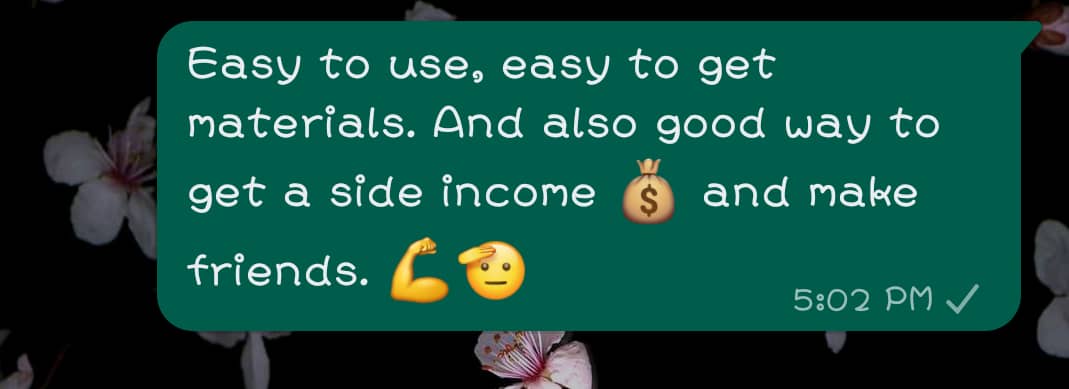 Easy to use, easy to get
materials. And also good way to
get a side income 💰 and make
friends. 💪🫡
5:02 PM ✓